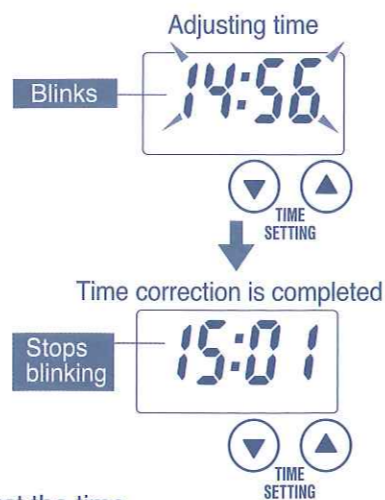 Adjusting time
Blinks
14:56
TIME
SETTING
Time correction is completed
Stops
blinking
15:01
TIME
SETTING